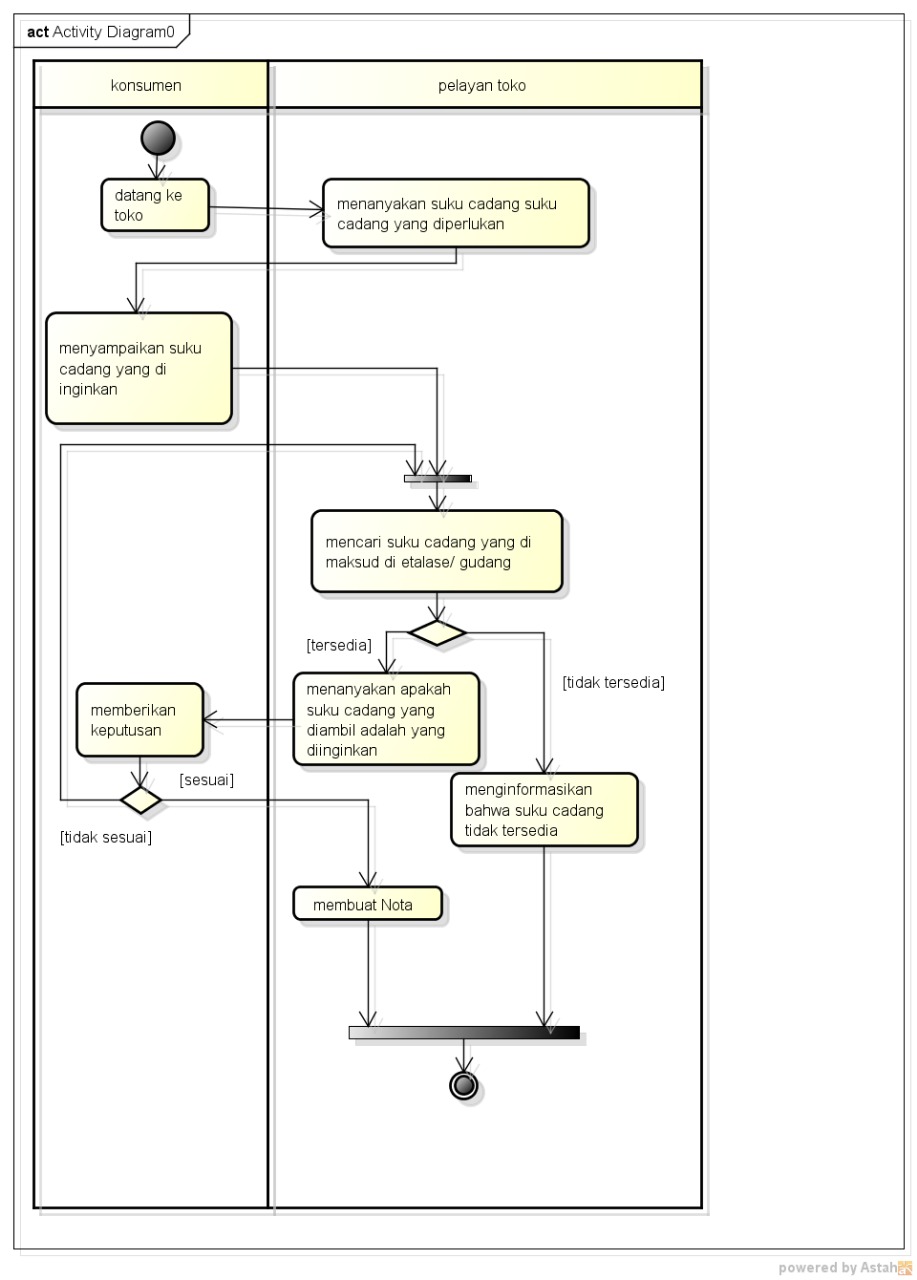 act Activity Diagram0
konsumen
pelayan toko
datang ke
toko
menanyakan suku cadang suku
cadang yang diperlukan
menyampaikan suku
cadang yang di
inginkan
mencari suku cadang yang di
maksud di etalase/ gudang
[tersedia]
[tidak tersedia]
menanyakan apakah
suku cadang yang
diambil adalah yang
diinginkan
memberikan
keputusan
[sesuai]
[tidak sesuai]
menginformasikan
bahwa suku cadang
tidak tersedia
membuat Nota
powered by Astah